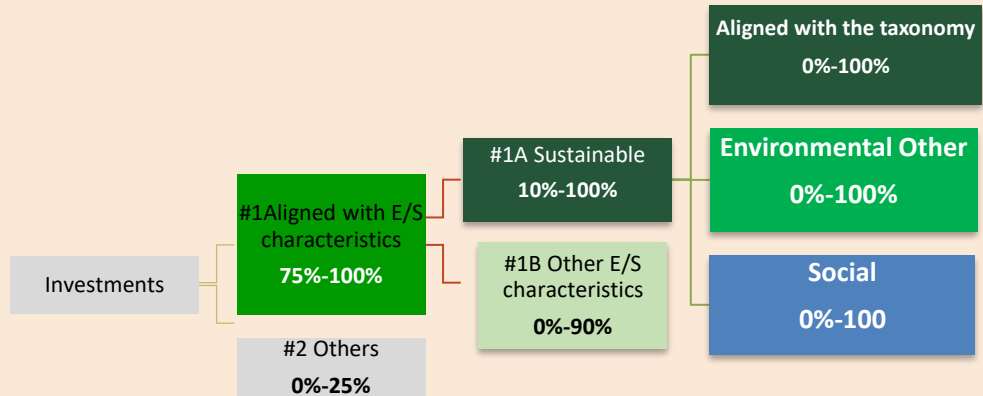 Investments
#1Aligned with E/S
characteristics
75%-100%
#2 Others
0%-25%
#1A Sustainable
10%-100%
#1B Other E/S
characteristics
0%-90%
Aligned with the taxonomy
0%-100%
Environmental Other
0%-100%
Social
0%-100